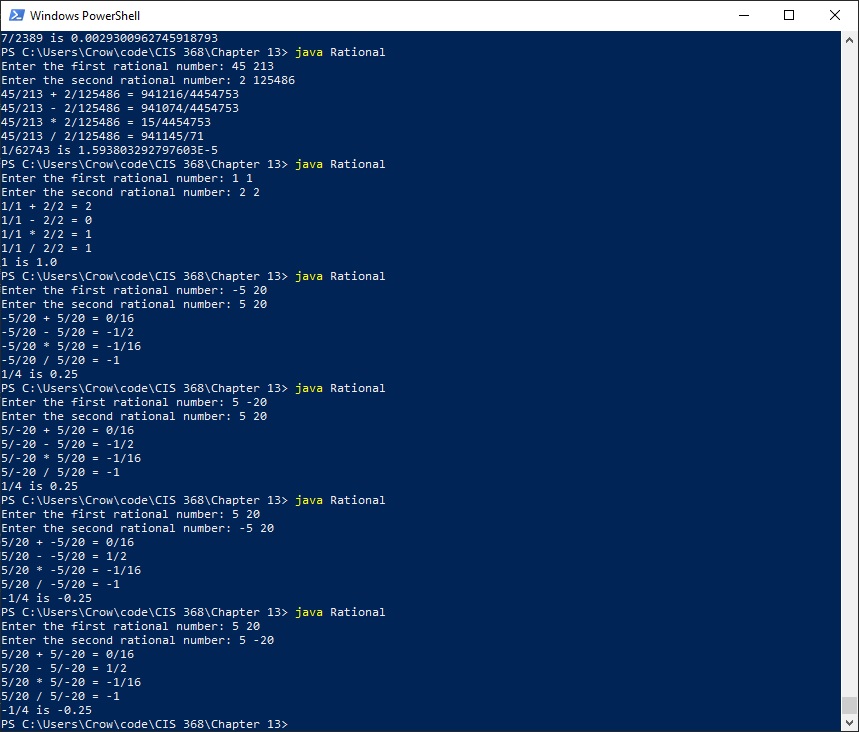 Windows PowerShell
7/2389 is 0.0029300962745918793
PS C:\Users\Crow\code\CIS 368\Chapter 13> java Rational
Enter the first rational number: 45 213
Enter the second rational number: 2 125486
45/213 + 2/125486 = 941216/4454753
45/213 - 2/125486 = 941074/4454753
45/213 * 2/125486 = 15/4454753
45/213 / 2/125486 = 941145/71
1/62743 is 1.593803292797603E-5
PS C:\Users\Crow\code\CIS 368\Chapter 13> java Rational
Enter the first rational number: 1 1
Enter the second rational number: 2 2
1/1 + 2/2 = 2
1/1 - 2/2 = 0
1/1 * 2/2 = 1
1/1 / 2/2 = 1
1 is 1.0
PS C:\Users\Crow\code\CIS 368\Chapter 13> java Rational
Enter the first rational number: -5 20
Enter the second rational number: 5 20
-5/20 + 5/20 = 0/16
-5/20 - 5/20 = -1/2
-5/20 * 5/20 = -1/16
-5/20 / 5/20 = -1
1/4 is 0.25
PS C:\Users\Crow\code\CIS 368\Chapter 13> java Rational
Enter the first rational number: 5 -20
Enter the second rational number: 5 20
5/-20 + 5/20 = 0/16
5/-20 - 5/20 = -1/2
5/-20 * 5/20 = -1/16
5/-20 / 5/20 = -1
1/4 is 0.25
PS C:\Users\Crow\code\CIS 368\Chapter 13> java Rational
Enter the first rational number: 5 20
Enter the second rational number: -5 20
5/20 + -5/20 = 0/16
5/20 - -5/20 = 1/2
5/20 * -5/20 = -1/16
5/20 / -5/20 = -1
-1/4 is -0.25
PS C:\Users\Crow\code\CIS 368\Chapter 13> java Rational
Enter the first rational number: 5 20
Enter the second rational number: 5 -20
5/20 + 5/-20 = 0/16
5/20 - 5/-20 = 1/2
5/20 * 5/-20 = -1/16
5/20 / 5/-20 = -1
-1/4 is -0.25
PS C:\Users\Crow\code\CIS 368\Chapter 13>